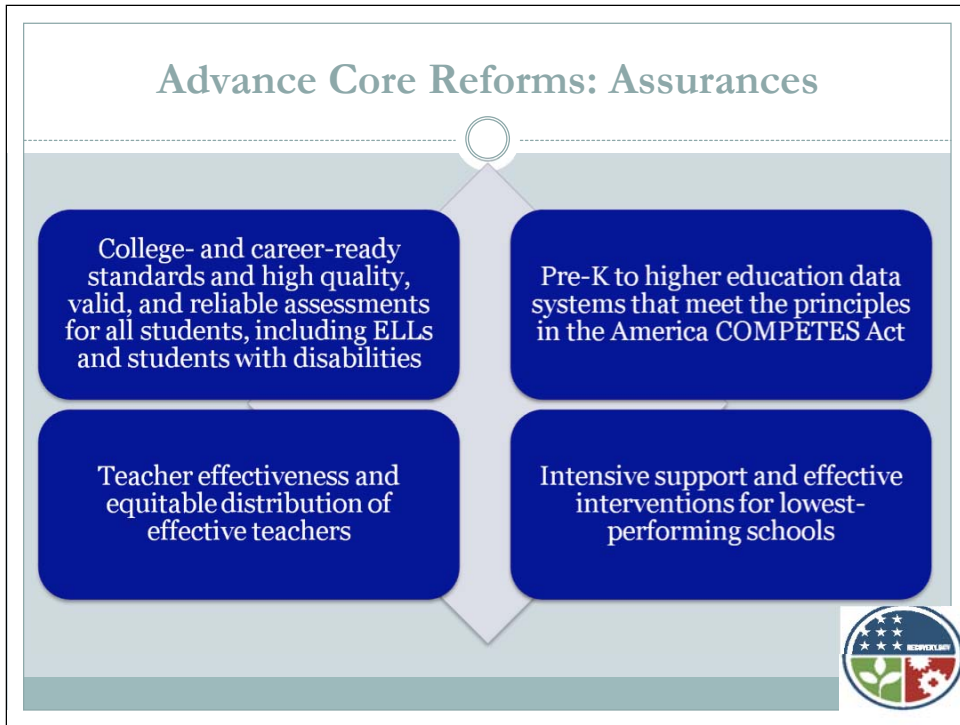 Advance Core Reforms: Assurances
College- and career-ready
standards and high quality,
valid, and reliable assessments
for all students, including ELLs
and students with disabilities
Pre-K to higher education data
systems that meet the principles
in the America COMPETES Act
Teacher effectiveness and
equitable distribution of
effective teachers
Intensive support and effective
interventions for lowest-
performing schools
RECOVERY.GOV